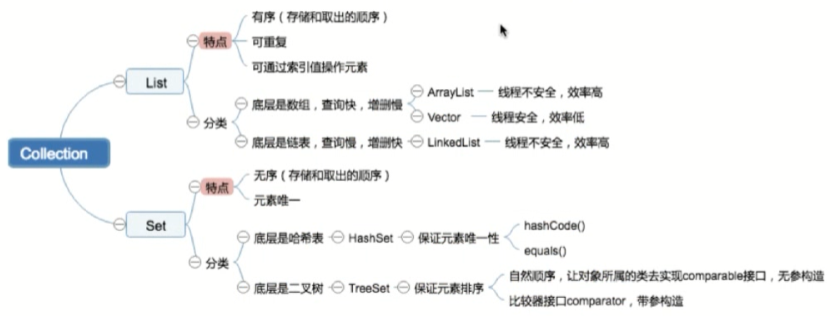 Collection
List
特点
有序（存储和取出的顺序）
可重复
可通过索引值操作元素
分类
底层是数组，查询快，增删慢
ArrayList
线程不安全，效率高
Vector
线程安全，效率低
底层是链表，查询慢，增删快
LinkedList
线程不安全，效率高
Set
特点
无序（存储和取出的顺序）
元素唯一
分类
底层是哈希表
HashSet
保证元素唯一性
hashCode()
equals()
底层是二叉树
TreeSet
保证元素排序
自然顺序，让对象所属的类去实现comparable接口，无参构造
比较器接口comparator，带参构造